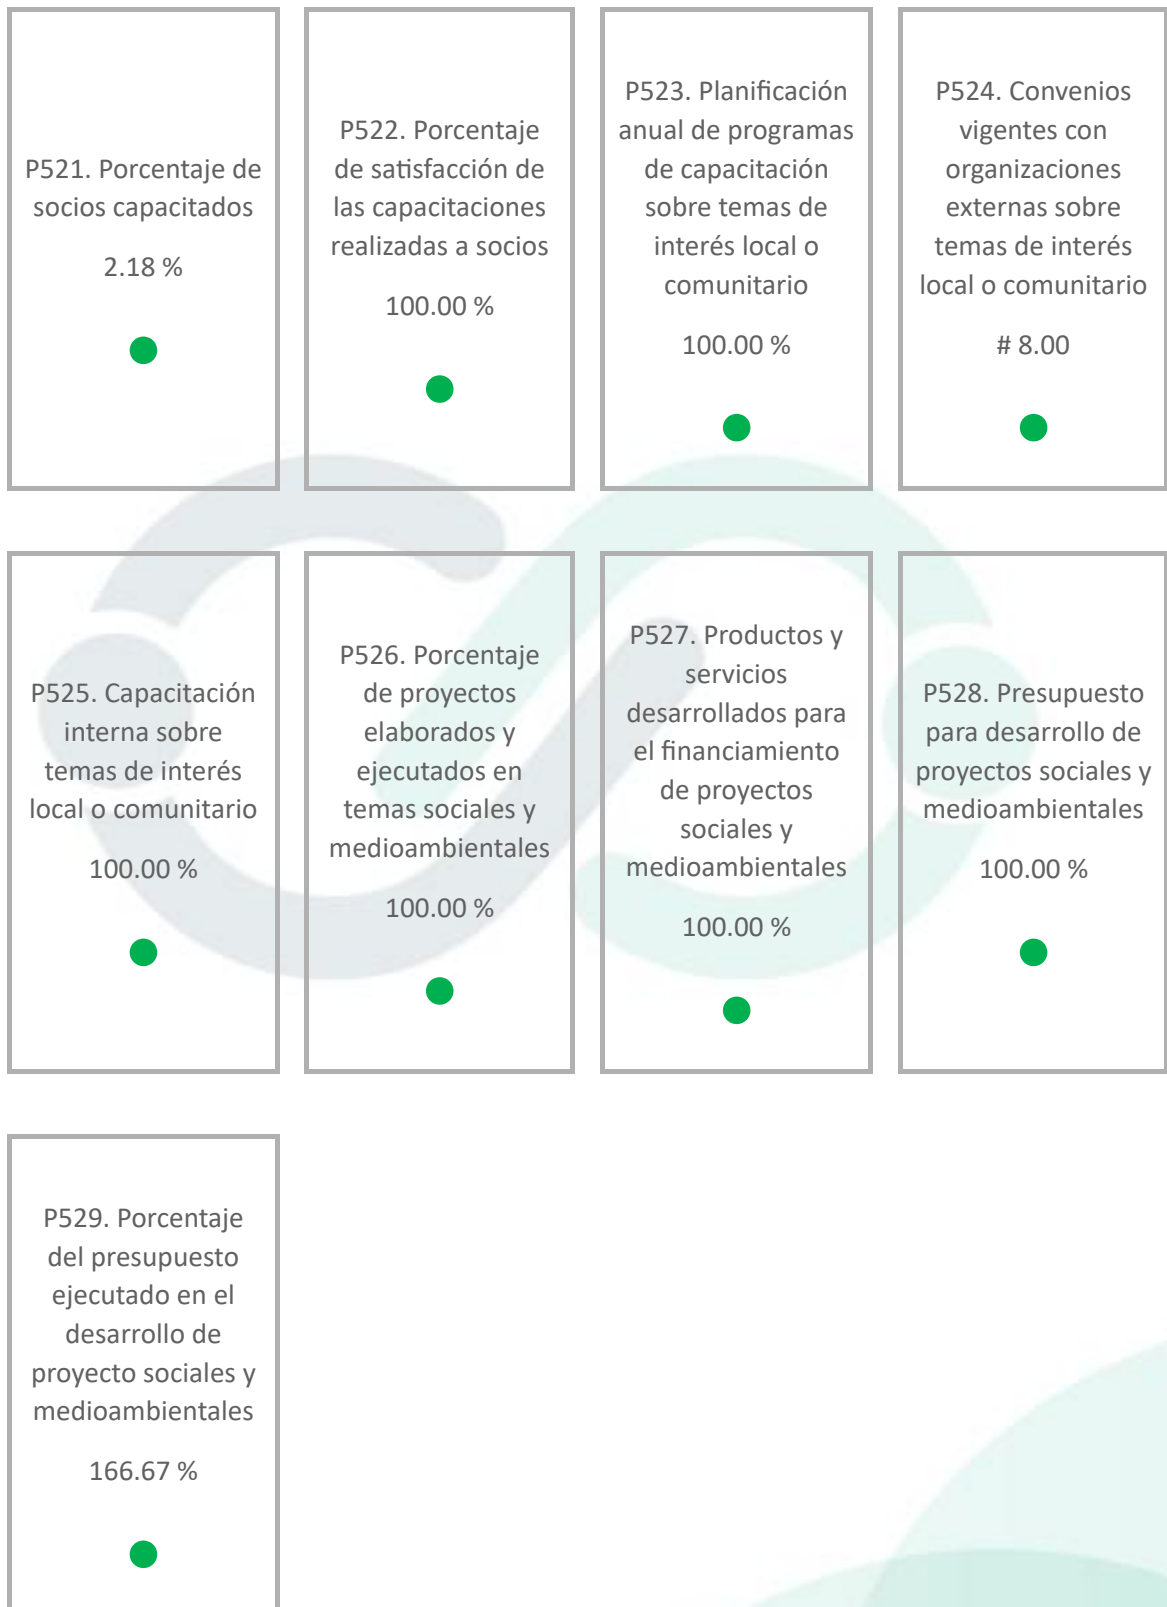 P521. Porcentaje de
socios capacitados
2.18 %
P522. Porcentaje
de satisfacción de
las capacitaciones
realizadas a socios
100.00 %
P523. Planificación
anual de programas
de capacitación
sobre temas de
interés local o
comunitario
100.00 %
P524. Convenios
vigentes con
organizaciones
externas sobre
temas de interés
local o comunitario
# 8.00
P525. Capacitación
interna sobre
temas de interés
local o comunitario
100.00 %
P526. Porcentaje
de proyectos
elaborados y
ejecutados en
temas sociales y
medioambientales
100.00 %
P527. Productos y
servicios
desarrollados para
el financiamiento
de proyectos
sociales y
medioambientales
100.00 %
P528. Presupuesto
para desarrollo de
proyectos sociales y
medioambientales
100.00 %
P529. Porcentaje
del presupuesto
ejecutado en el
desarrollo de
proyecto sociales y
medioambientales
166.67 %